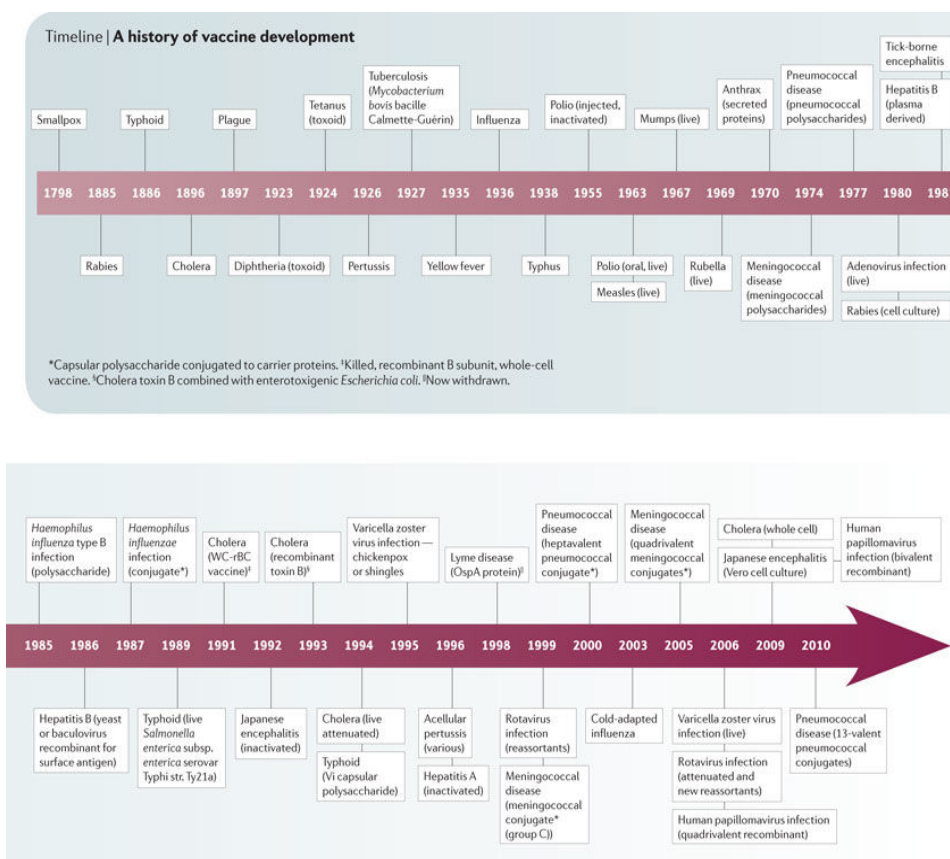 Timeline | A history of vaccine development
Smallpox
Typhoid
Plague
Tetanus
(toxoid)
Tuberculosis
(Mycobacterium
bovis bacille
Calmette-Guérin)
Influenza
Polio (injected,
inactivated)
Mumps (live)
Anthrax
(secreted
proteins)
Pneumococcal
disease
(pneumococcal
polysaccharides)
Tick-borne
encephalitis
Hepatitis B
(plasma
derived)
1798 1885 1886 1896 1897 1923 1924 1926 1927 1935 1936 1938 1955 1963 1967 1969 1970 1974 1977 1980 198
Rabies
Cholera
Diphtheria (toxoid)
Pertussis
Yellow fever
Typhus
Polio (oral, live)
Measles (live)
Rubella
(live)
Meningococcal
disease
(meningococcal
polysaccharides)
Adenovirus infection
(live)
Rabies (cell culture)
*Capsular polysaccharide conjugated to carrier proteins. ‡Killed, recombinant B subunit, whole-cell
vaccine. §Cholera toxin B combined with enterotoxigenic Escherichia coli. ||Now withdrawn.
Haemophilus
influenza type B
infection
(polysaccharide)
Haemophilus
influenzae
infection
(conjugate*)
Cholera
(WC-rBC
vaccine)‡
Cholera
(recombinant
toxin B)§
Varicella zoster
virus infection —
chickenpox
or shingles
Lyme disease
(OspA protein)||
Pneumococcal
disease
(heptavalent
pneumococcal
conjugate*)
Meningococcal
disease
(quadrivalent
meningococcal
conjugates*)
Cholera (whole cell)
Japanese encephalitis
(Vero cell culture)
Human
papillomavirus
infection (bivalent
recombinant)
1985 1986 1987 1989 1991 1992 1993 1994 1995 1996 1998 1999 2000 2003 2005 2006 2009 2010
Hepatitis B (yeast
or baculovirus
recombinant for
surface antigen)
Typhoid (live
Salmonella
enterica subsp.
enterica serovar
Typhi str. Ty21a)
Japanese
encephalitis
(inactivated)
Cholera (live
attenuated)
Typhoid
(Vi capsular
polysaccharide)
Acellular
pertussis
(various)
Hepatitis A
(inactivated)
Rotavirus
infection
(reassortants)
Meningococcal
disease
(meningococcal
conjugate*
(group C))
Cold-adapted
influenza
Varicella zoster virus
infection (live)
Rotavirus infection
(attenuated and
new reassortants)
Human papillomavirus infection
(quadrivalent recombinant)
Pneumococcal
disease (13-valent
pneumococcal
conjugates)